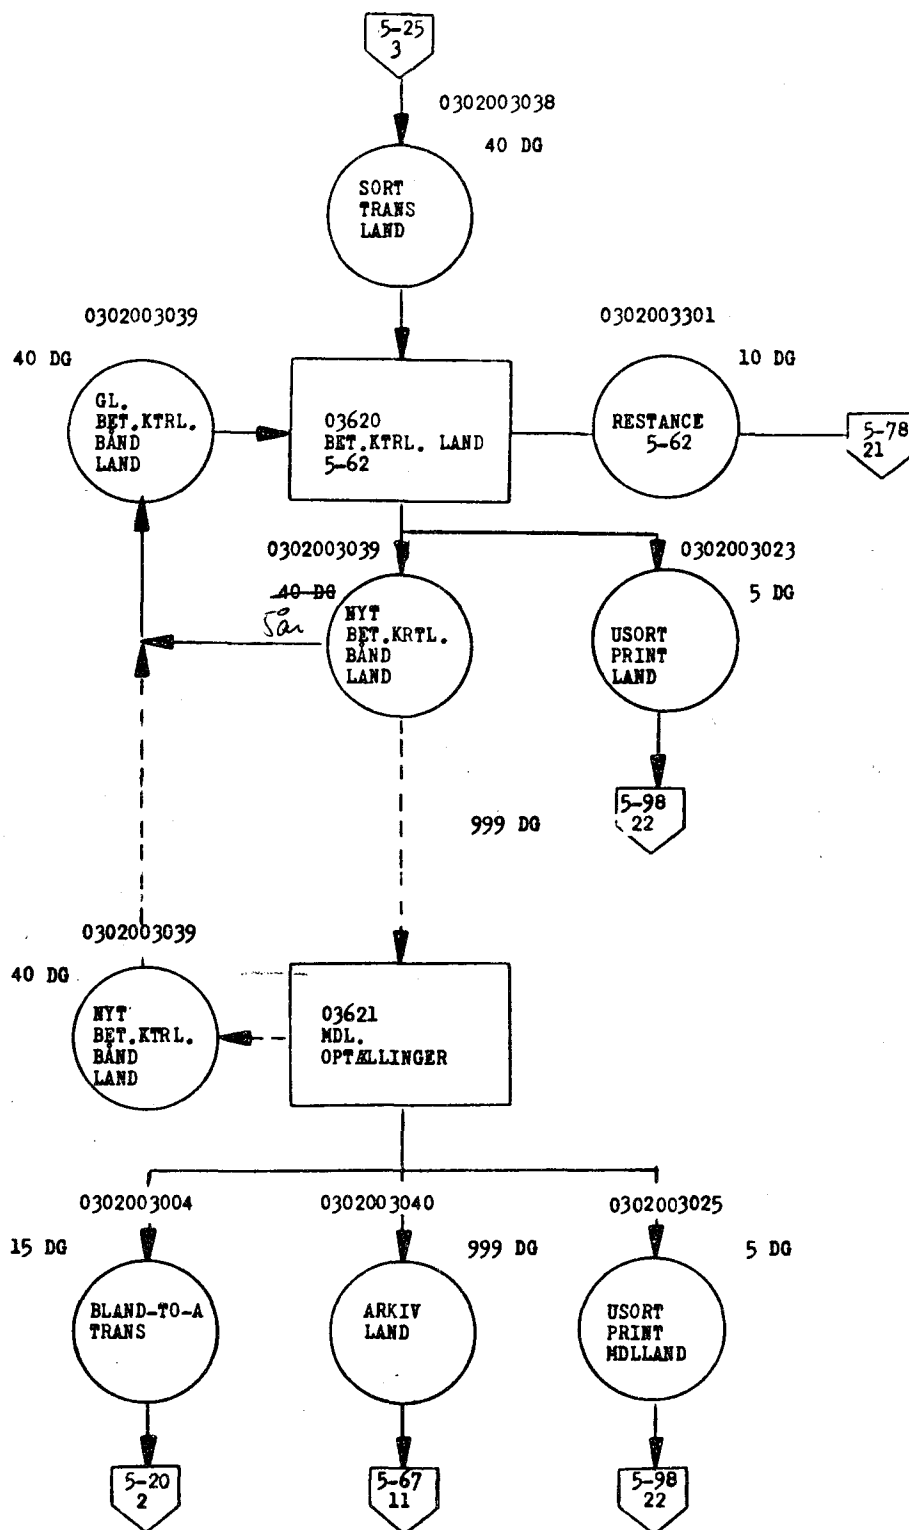 5-25
3
0302003038
40 DG
SORT
TRANS
LAND
0302003039
40 DG
GL.
BET.KTRL.
BÅND
LAND
03620
BET.KTRL. LAND
5-62
0302003301
10 DG
RESTANCE
5-62
5-78
21
0302003039
40 DG
5år
NYT
BET.KRTL.
BÅND
LAND
0302003023
5 DG
USORT
PRINT
LAND
5-98
22
999 DG
0302003039
40 DG
NYT
BET.KTRL.
BÅND
LAND
03621
MDL.
OPTÆLLINGER
0302003004
15 DG
BLAND-TO-A
TRANS
0302003040
999 DG
ARKIV
LAND
0302003025
5 DG
USORT
PRINT
MDLLAND
5-20
2
5-67
11
5-98
22